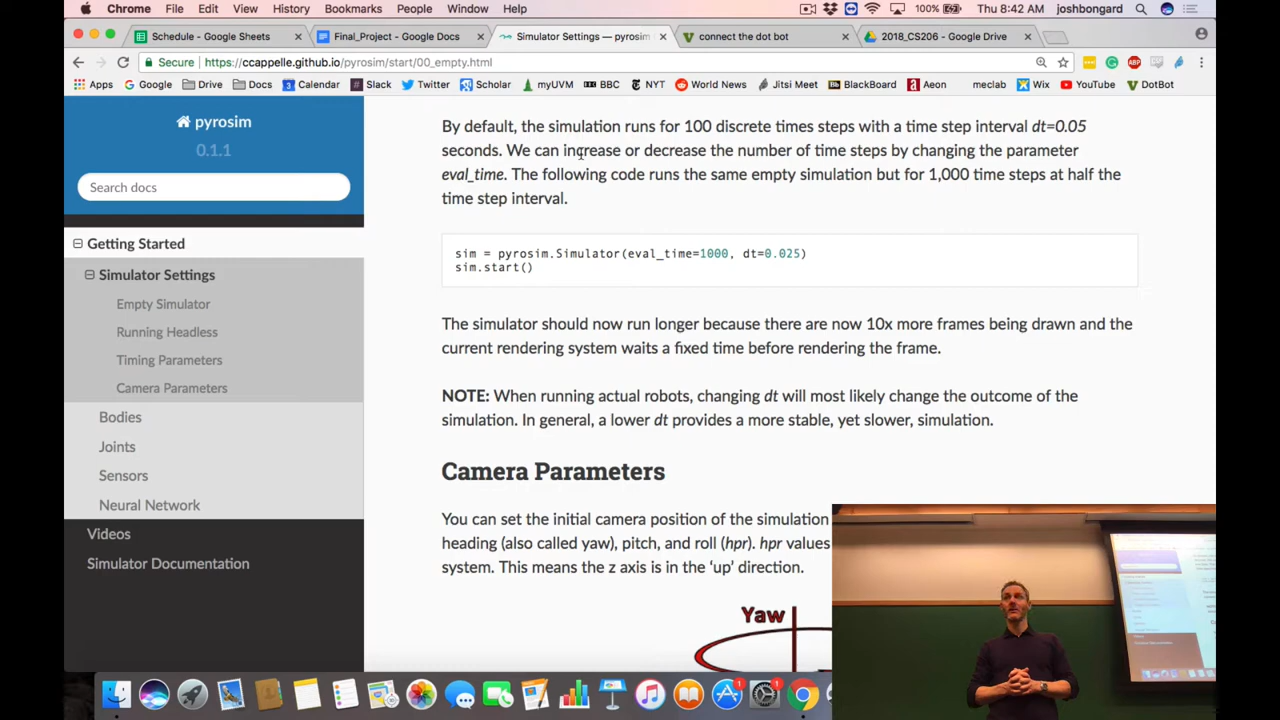 Chrome File Edit View History Bookmarks People Window Help 100% Thu 8:42 AM joshbongard
Schedule - Google Sheets Final_Project - Google Docs Simulator Settings — pyrosim connect the dot bot 2018_CS206 - Google Drive
Secure https://ccappelle.github.io/pyrosim/start/00_empty.html
Apps Google Drive Docs Calendar Slack Twitter Scholar myUVM BBC NYT World News Jitsi Meet BlackBoard Aeon meclab Wix YouTube DotBot
pyrosim
0.1.1
Search docs
Getting Started
Simulator Settings
Empty Simulator
Running Headless
Timing Parameters
Camera Parameters
Bodies
Joints
Sensors
Neural Network
Videos
Simulator Documentation
By default, the simulation runs for 100 discrete times steps with a time step interval dt=0.05
seconds. We can increase or decrease the number of time steps by changing the parameter
eval_time. The following code runs the same empty simulation but for 1,000 time steps at half the
time step interval.
sim = pyrosim.Simulator(eval_time=1000, dt=0.025)
sim.start()
The simulator should now run longer because there are now 10x more frames being drawn and the
current rendering system waits a fixed time before rendering the frame.
NOTE: When running actual robots, changing dt will most likely change the outcome of the
simulation. In general, a lower dt provides a more stable, yet slower, simulation.
Camera Parameters
You can set the initial camera position of the simulation
heading (also called yaw), pitch, and roll (hpr). hpr values
system. This means the z axis is in the ‘up’ direction.
Yaw